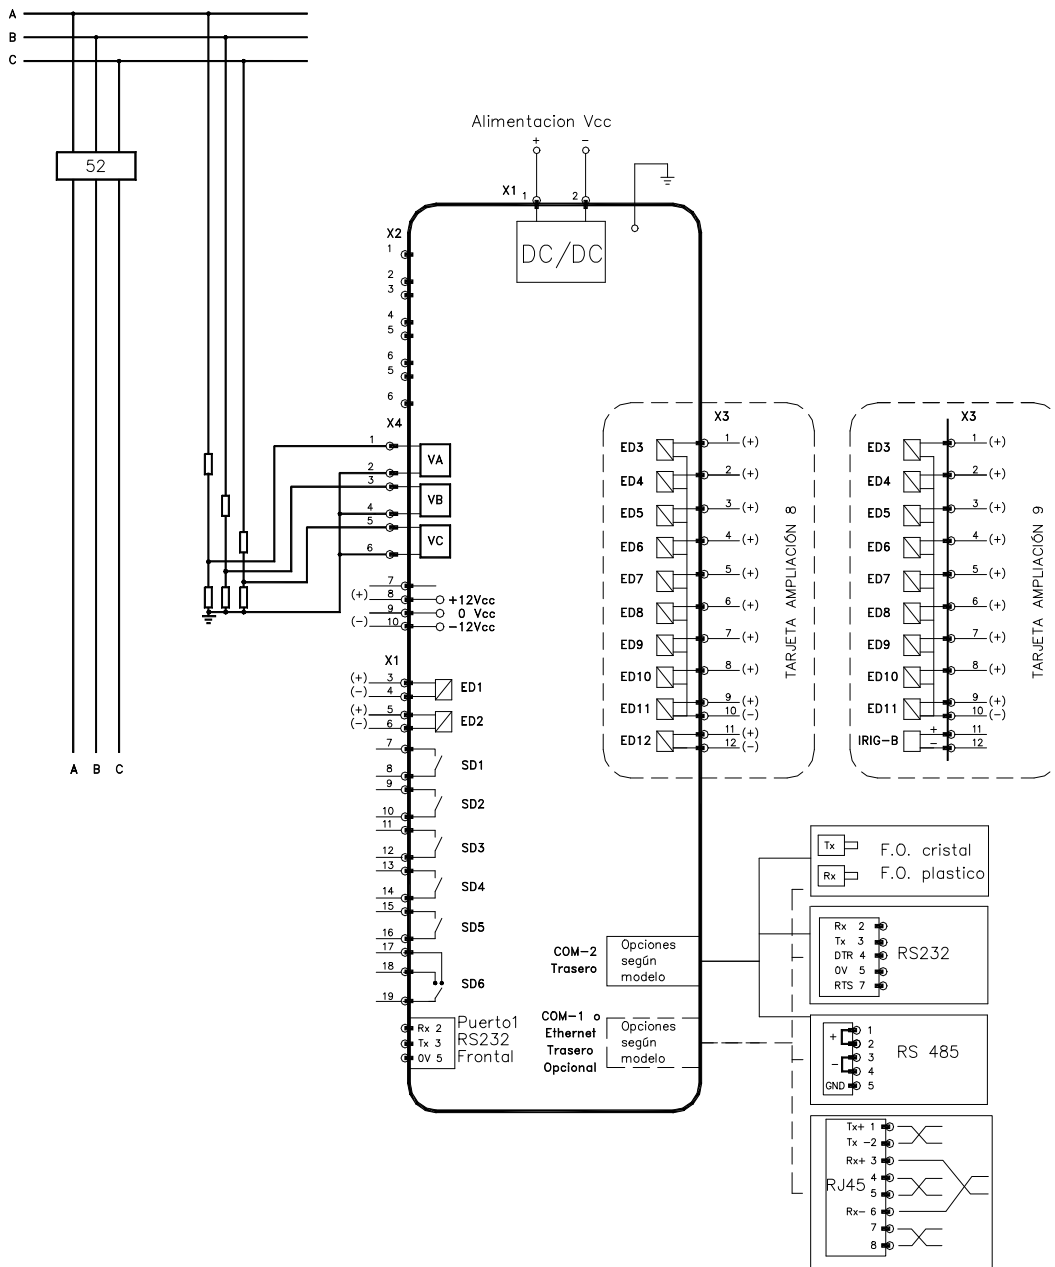 A
B
C
52
A B C
Alimentacion Vcc
+ -
X1 1 2
DC/DC
X2
1
2
3
4
5
6
5
6
X4
1
2
3
4
5
6
VA
VB
VC
7
(+) 8 +12Vcc
9 0 Vcc
(-) 10 -12Vcc
X1
(+) 3
(-) 4
ED1
(+) 5
(-) 6
ED2
7
8
SD1
9
10
SD2
11
12
SD3
13
14
SD4
15
16
SD5
17
18
19
SD6
Rx 2
Tx 3
0V 5
Puerto1
RS232
Frontal
COM-2
Trasero
Opciones
según
modelo
COM-1 o
Ethernet
Trasero
Opcional
Opciones
según
modelo
X3
ED3 1 (+)
ED4 2 (+)
ED5 3 (+)
ED6 4 (+)
ED7 5 (+)
ED8 6 (+)
ED9 7 (+)
ED10 8 (+)
ED11 9 (+)
10 (-)
ED12 11 (+)
12 (-)
TARJETA AMPLIACIÓN 8
X3
ED3 1 (+)
ED4 2 (+)
ED5 3 (+)
ED6 4 (+)
ED7 5 (+)
ED8 6 (+)
ED9 7 (+)
ED10 8 (+)
ED11 9 (+)
10 (-)
IRIG-B + 11
- 12
TARJETA AMPLIACIÓN 9
Tx
Rx
F.O. cristal
F.O. plastico
Rx 2
Tx 3
DTR 4
0V 5
RTS 7
RS232
+ 1
2
- 3
4
GND 5
RS 485
Tx+ 1
Tx -2
Rx+ 3
4
5
Rx- 6
7
8
RJ45